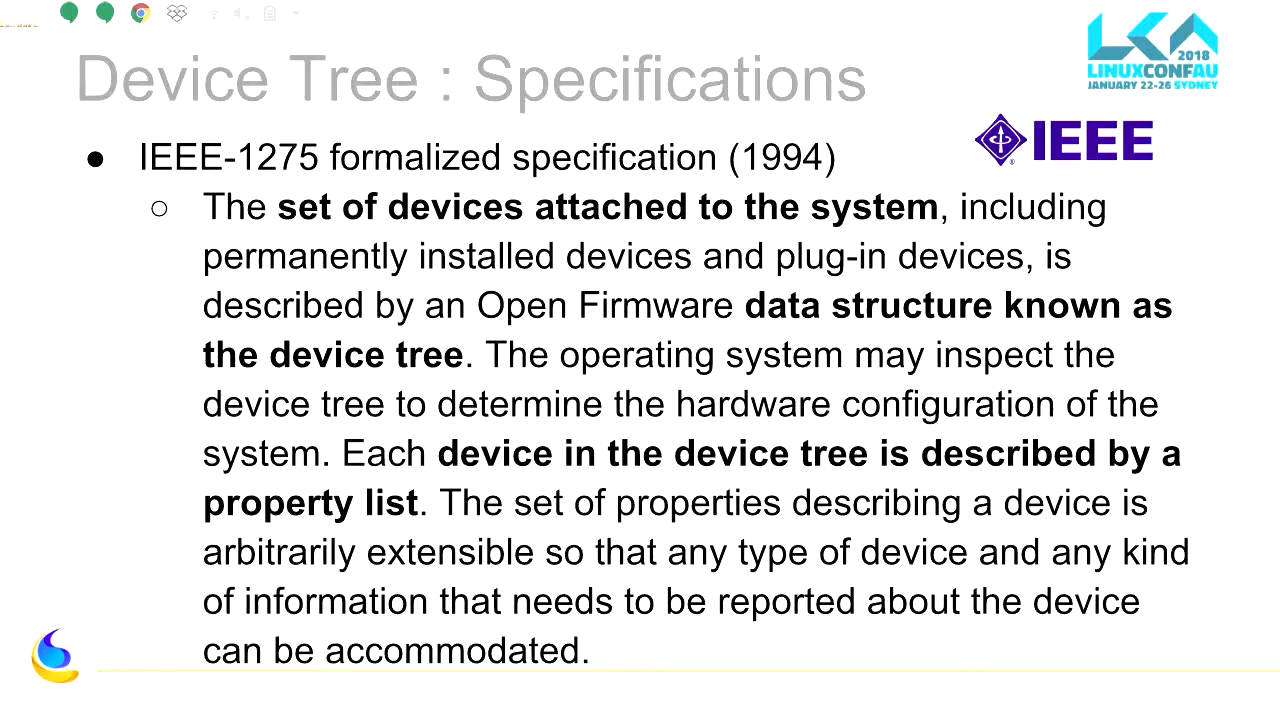 Device Tree : Specifications
2018
LINUXCONFAU
JANUARY 22-26 SYDNEY
IEEE
● IEEE-1275 formalized specification (1994)
○ The set of devices attached to the system, including
permanently installed devices and plug-in devices, is
described by an Open Firmware data structure known as
the device tree. The operating system may inspect the
device tree to determine the hardware configuration of the
system. Each device in the device tree is described by a
property list. The set of properties describing a device is
arbitrarily extensible so that any type of device and any kind
of information that needs to be reported about the device
can be accommodated.